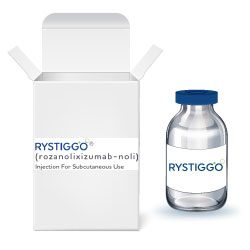 RYSTIGGO®
(rozanolixizumab-noli)
Injection For Subcutaneous Use
RYSTIGGO®